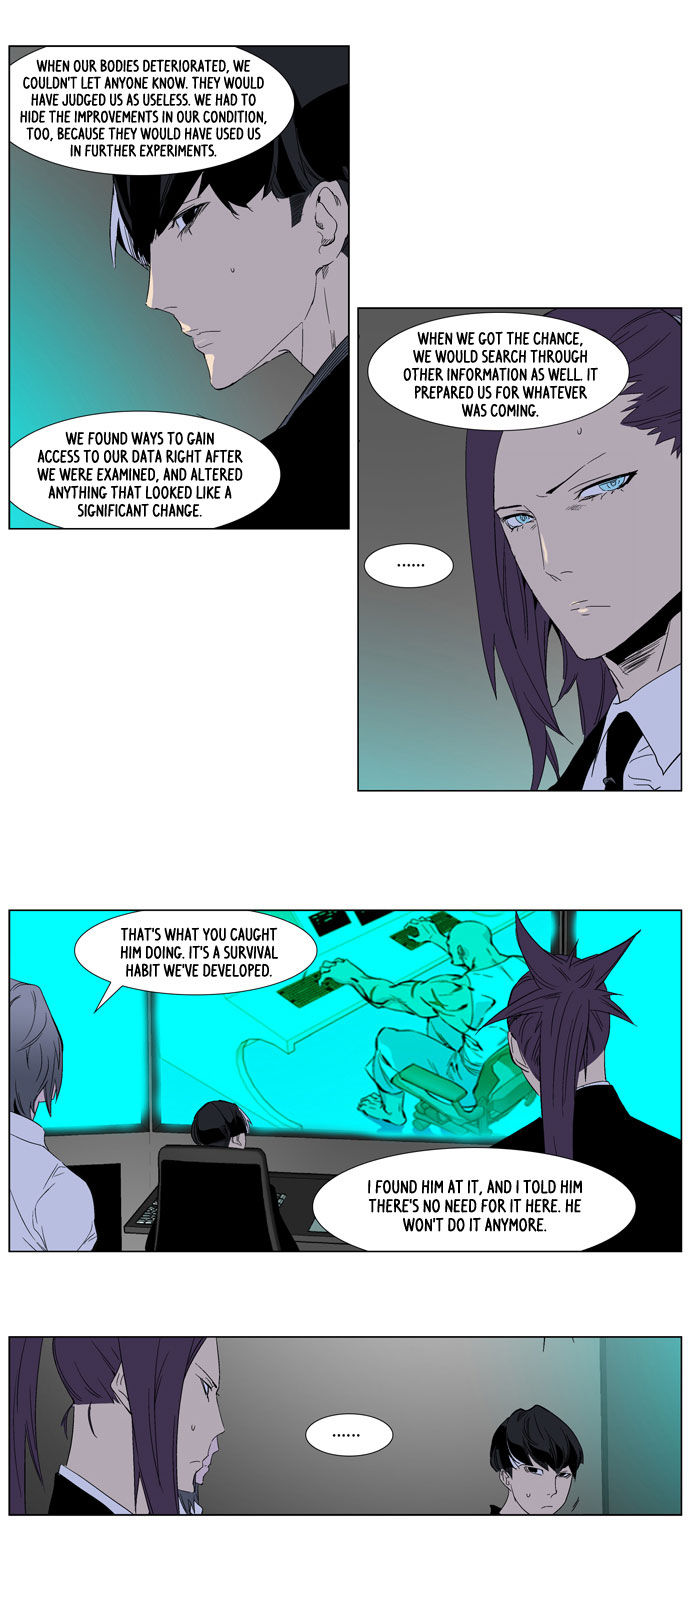 WHEN OUR BODIES DETERIORATED, WE
COULDN'T LET ANYONE KNOW. THEY WOULD
HAVE JUDGED US AS USELESS. WE HAD TO
HIDE THE IMPROVEMENTS IN OUR CONDITION,
TOO, BECAUSE THEY WOULD HAVE USED US
IN FURTHER EXPERIMENTS.
WE FOUND WAYS TO GAIN
ACCESS TO OUR DATA RIGHT AFTER
WE WERE EXAMINED, AND ALTERED
ANYTHING THAT LOOKED LIKE A
SIGNIFICANT CHANGE.
WHEN WE GOT THE CHANCE,
WE WOULD SEARCH THROUGH
OTHER INFORMATION AS WELL. IT
PREPARED US FOR WHATEVER
WAS COMING.
......
THAT'S WHAT YOU CAUGHT
HIM DOING. IT'S A SURVIVAL
HABIT WE'VE DEVELOPED.
I FOUND HIM AT IT, AND I TOLD HIM
THERE'S NO NEED FOR IT HERE. HE
WON'T DO IT ANYMORE.
......